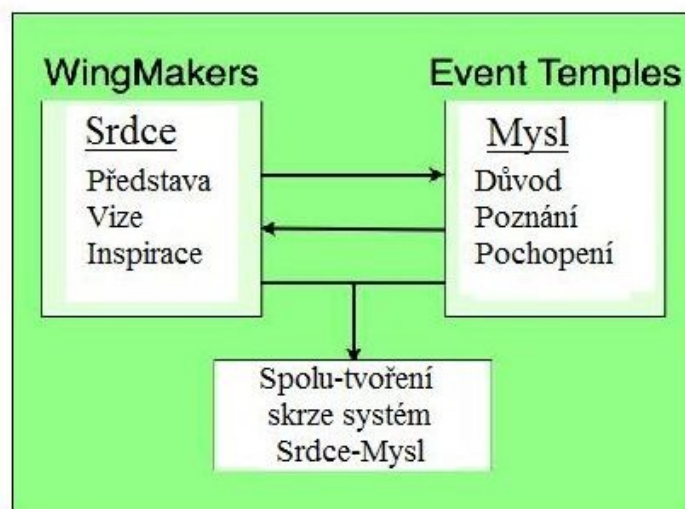 WingMakers
Srdce
Představa
Vize
Inspirace
Event Temples
Mysl
Důvod
Poznání
Pochopení
Spolu-tvoření
skrze systém
Srdce-Mysl